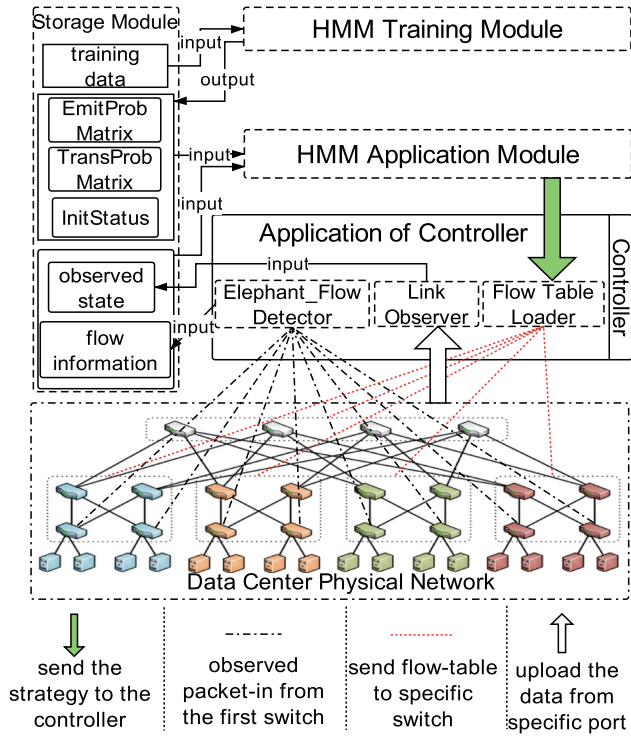 Storage Module
training
data
input
HMM Training Module
output
EmitProb
Matrix
TransProb
Matrix
InitStatus
input
HMM Application Module
input
Application of Controller
Controller
input
observed
state
Elephant_Flow
Detector
Link
Observer
Flow Table
Loader
input
flow
information
Data Center Physical Network
send the
strategy to the
controller
observed
packet-in from
the first switch
send flow-table
to specific
switch
upload the
data from
specific port